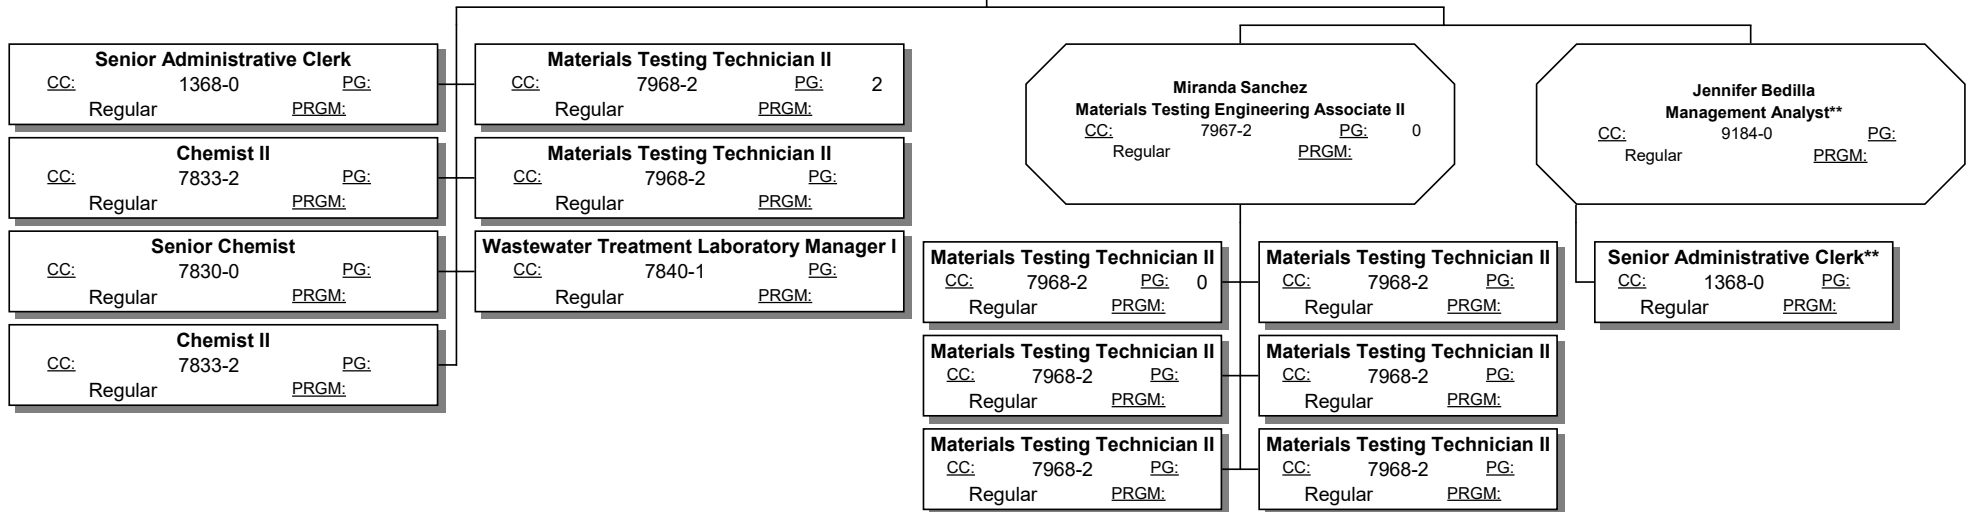 Senior Administrative Clerk
CC: 1368-0 PG:
Regular PRGM:
Chemist II
CC: 7833-2 PG:
Regular PRGM:
Senior Chemist
CC: 7830-0 PG:
Regular PRGM:
Chemist II
CC: 7833-2 PG:
Regular PRGM:
Materials Testing Technician II
CC: 7968-2 PG: 2
Regular PRGM:
Materials Testing Technician II
CC: 7968-2 PG:
Regular PRGM:
Wastewater Treatment Laboratory Manager I
CC: 7840-1 PG:
Regular PRGM:
Miranda Sanchez
Materials Testing Engineering Associate II
CC: 7967-2 PG: 0
Regular PRGM:
Materials Testing Technician II
CC: 7968-2 PG: 0
Regular PRGM:
Materials Testing Technician II
CC: 7968-2 PG:
Regular PRGM:
Materials Testing Technician II
CC: 7968-2 PG:
Regular PRGM:
Materials Testing Technician II
CC: 7968-2 PG:
Regular PRGM:
Materials Testing Technician II
CC: 7968-2 PG:
Regular PRGM:
Materials Testing Technician II
CC: 7968-2 PG:
Regular PRGM:
Jennifer Bedilla
Management Analyst**
CC: 9184-0 PG:
Regular PRGM:
Senior Administrative Clerk**
CC: 1368-0 PG:
Regular PRGM: